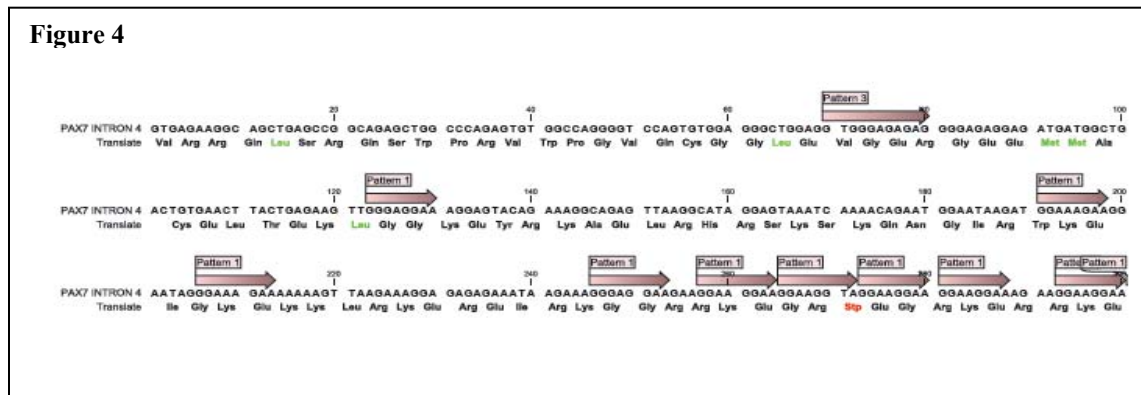 Figure 4
Pattern 3
20 40 60 80 100
PAX7 INTRON 4 GTGAGAAGGC AGCTGAGCCG GCAGAGCTGG CCCAGAGTGT GGCCAGGGGT CCAGTGTGGA GGGCTGGAGG TGGGAGAGAG GGGAGAGGAG ATGATGGCTG
Translate Val Arg Arg Gln Leu Ser Arg Gln Ser Trp Pro Arg Val Trp Pro Gly Val Gln Cys Gly Gly Leu Glu Val Gly Glu Arg Gly Glu Glu Met Met Ala
Pattern 1 Pattern 1
120 140 160 180 200
PAX7 INTRON 4 ACTGTGAACT TACTGAGAAG TTGGGAGGAA AGGAGTACAG AAAGGCAGAG TTAAGGCATA GGAGTAAATC AAAACAGAAT GGAATAAGAT GGAAAGAAGG
Translate Cys Glu Leu Thr Glu Lys Leu Gly Gly Lys Glu Tyr Arg Lys Ala Glu Leu Arg His Arg Ser Lys Ser Lys Gln Asn Gly Ile Arg Trp Lys Glu
Pattern 1 Pattern 1 Pattern 1 Pattern 1 Pattern 1 Pattern 1 Pattern 1
220 240 260 280
PAX7 INTRON 4 AATAGGGAAA GAAAAAAAGT TAAGAAAGGA GAGAGAAATA AGAAAGGGAG GAAGAAGGAA GGAAGGAAGG TAGGAAGGAA GGAAGGAAAG AAGGAAGGAA
Translate Ile Gly Lys Glu Lys Lys Leu Arg Lys Glu Arg Glu Ile Arg Lys Gly Gly Arg Arg Lys Glu Gly Arg Stp Glu Gly Arg Lys Glu Arg Arg Lys Glu